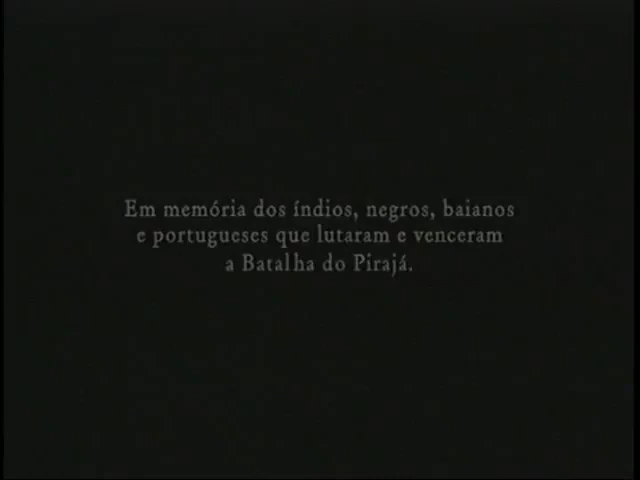 Em memória dos índios, negros, baianos
e portugueses que lutaram e venceram
a Batalha do Pirajá.